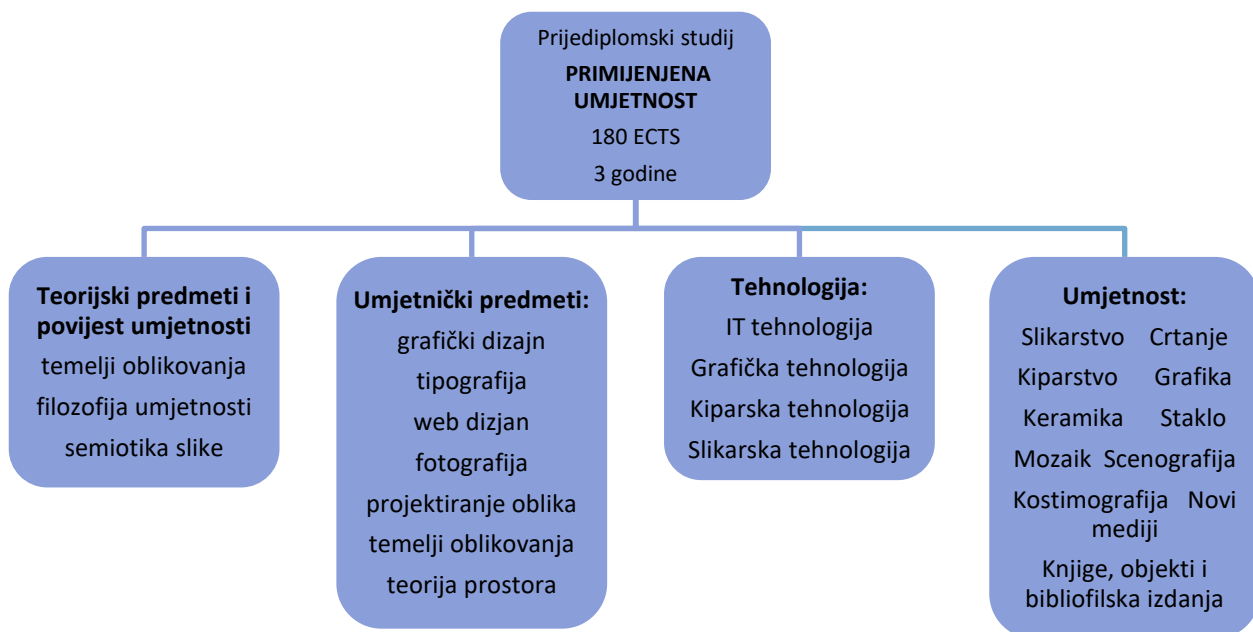 Prijediplomski studij
PRIMIJENJENA
UMJETNOST
180 ECTS
3 godine
Teorijski predmeti i
povijest umjetnosti
temelji oblikovanja
filozofija umjetnosti
semiotika slike
Umjetnički predmeti:
grafički dizajn
tipografija
web dizjan
fotografija
projektiranje oblika
temelji oblikovanja
teorija prostora
Tehnologija:
IT tehnologija
Grafička tehnologija
Kiparska tehnologija
Slikarska tehnologija
Umjetnost:
Slikarstvo Crtanje
Kiparstvo Grafika
Keramika Staklo
Mozaik Scenografija
Kostimografija Novi
mediji
Knjige, objekti i
bibliofilska izdanja